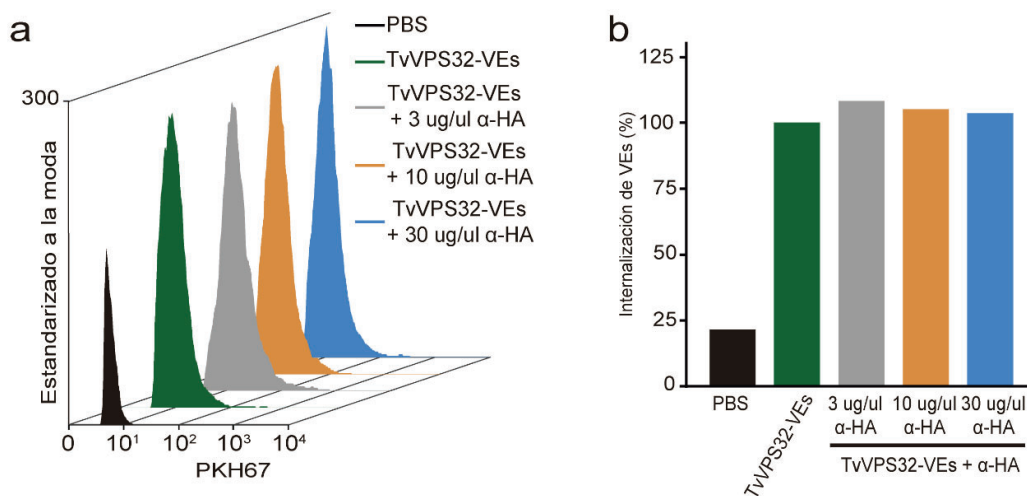 a
PBS
TvVPS32-VEs
TvVPS32-VEs
+ 3 ug/ul α-HA
TvVPS32-VEs
+ 10 ug/ul α-HA
TvVPS32-VEs
+ 30 ug/ul α-HA
300
Estandarizado a la moda
0 10¹ 10² 10³ 10⁴
PKH67
b
Internalización de VEs (%)
125
100
75
50
25
0
PBS
TvVPS32-VEs
3 ug/ul
α-HA
10 ug/ul
α-HA
30 ug/ul
α-HA
TvVPS32-VEs + α-HA